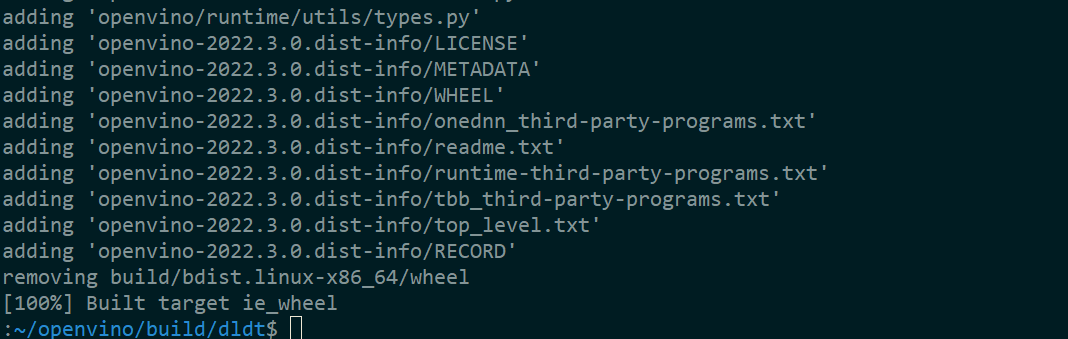 adding 'openvino/runtime/utils/types.py'
adding 'openvino-2022.3.0.dist-info/LICENSE'
adding 'openvino-2022.3.0.dist-info/METADATA'
adding 'openvino-2022.3.0.dist-info/WHEEL'
adding 'openvino-2022.3.0.dist-info/onednn_third-party-programs.txt'
adding 'openvino-2022.3.0.dist-info/readme.txt'
adding 'openvino-2022.3.0.dist-info/runtime-third-party-programs.txt'
adding 'openvino-2022.3.0.dist-info/tbb_third-party-programs.txt'
adding 'openvino-2022.3.0.dist-info/top_level.txt'
adding 'openvino-2022.3.0.dist-info/RECORD'
removing build/bdist.linux-x86_64/wheel
[100%] Built target ie_wheel
:~/openvino/build/dldt$